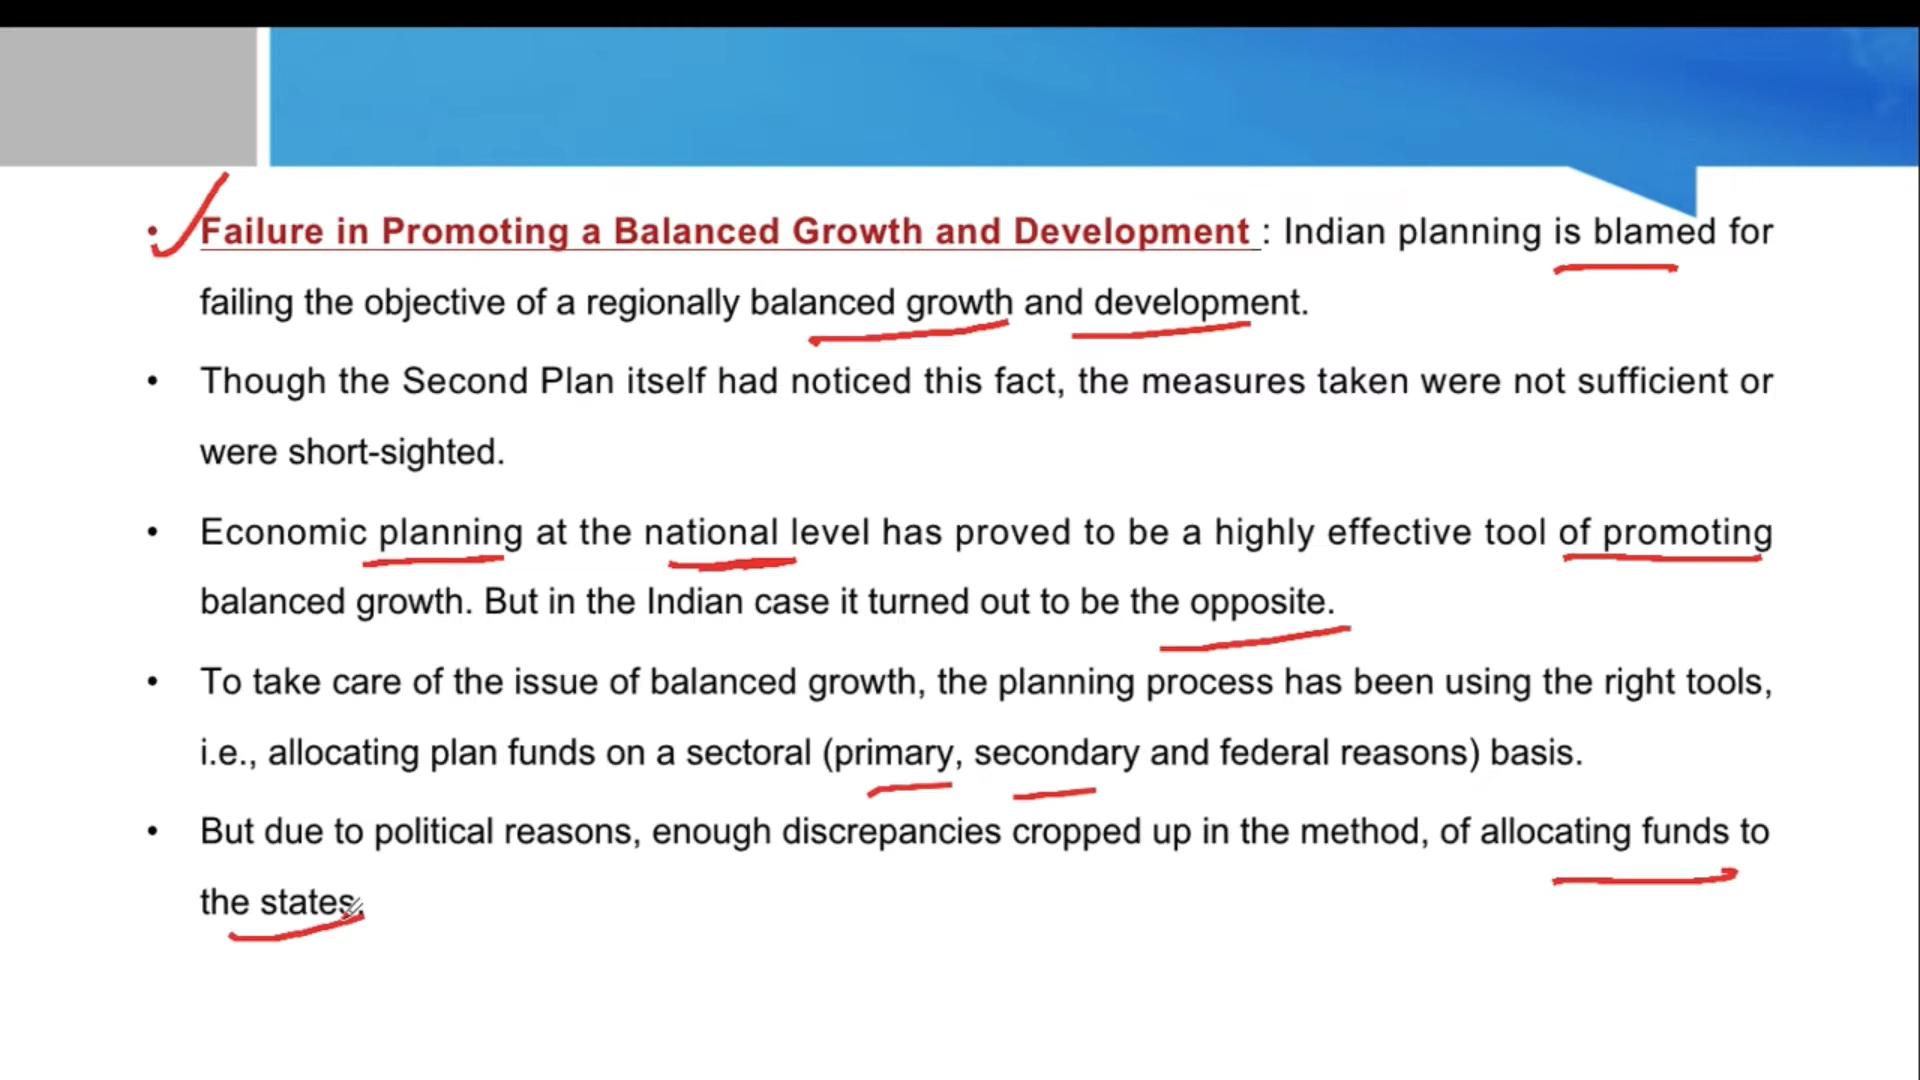 • Failure in Promoting a Balanced Growth and Development : Indian planning is blamed for
failing the objective of a regionally balanced growth and development.
• Though the Second Plan itself had noticed this fact, the measures taken were not sufficient or
were short-sighted.
• Economic planning at the national level has proved to be a highly effective tool of promoting
balanced growth. But in the Indian case it turned out to be the opposite.
• To take care of the issue of balanced growth, the planning process has been using the right tools,
i.e., allocating plan funds on a sectoral (primary, secondary and federal reasons) basis.
• But due to political reasons, enough discrepancies cropped up in the method, of allocating funds to
the states.